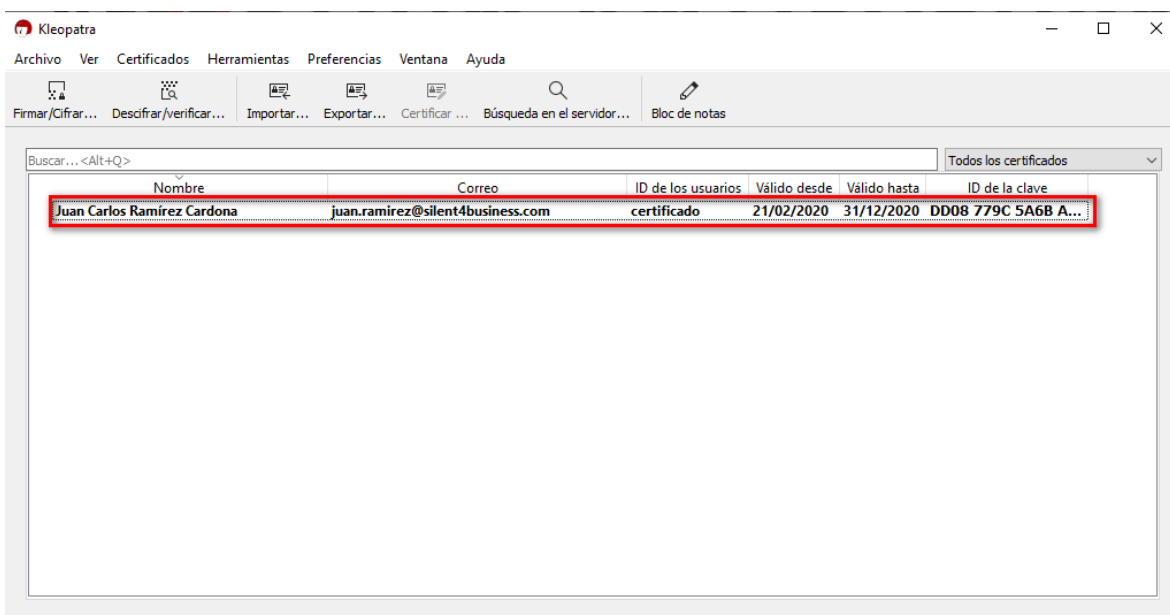 Kleopatra
Archivo Ver Certificados Herramientas Preferencias Ventana Ayuda
Firmar/Cifrar... Descifrar/verificar... Importar... Exportar... Certificar ... Búsqueda en el servidor... Bloc de notas
Buscar...<Alt+Q> Todos los certificados
Nombre Correo ID de los usuarios Válido desde Válido hasta ID de la clave
Juan Carlos Ramírez Cardona juan.ramirez@silent4business.com certificado 21/02/2020 31/12/2020 DD08 779C 5A6B A...